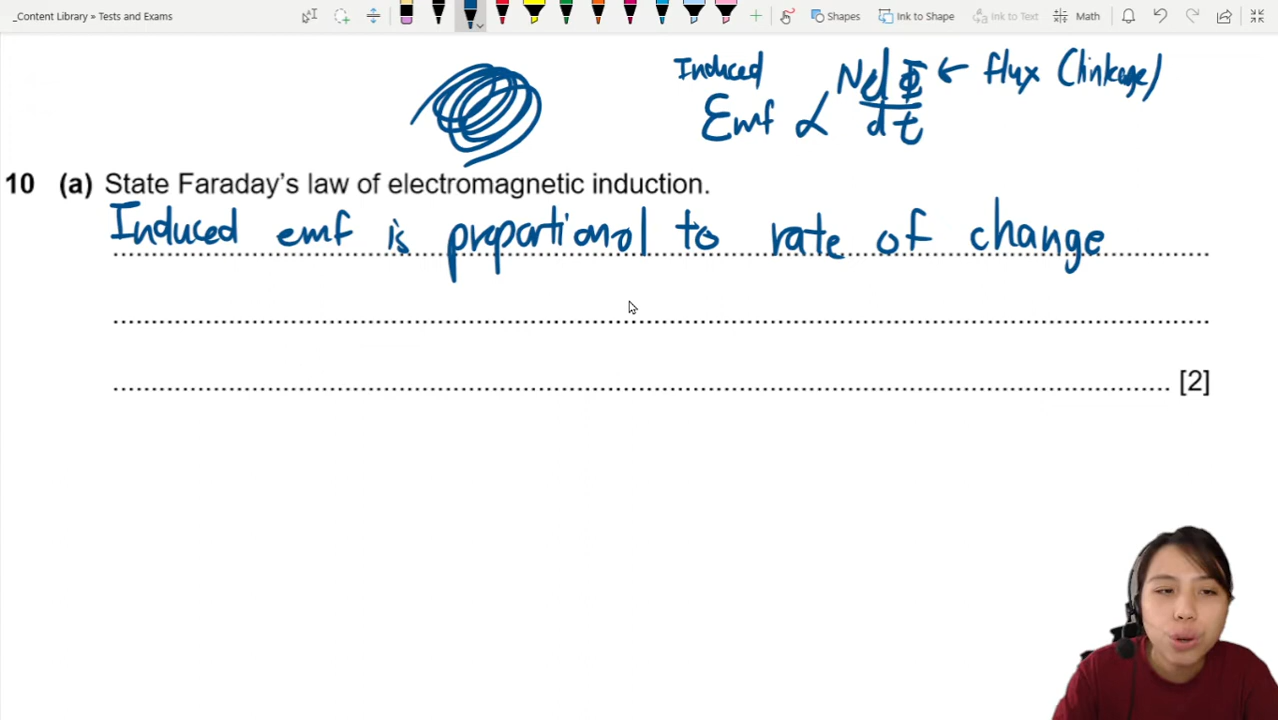 _Content Library » Tests and Exams
Shapes
Ink to Shape
Ink to Text
Math
Induced
Emf ∝ NdΦ/dt ← flux (linkage)
10 (a) State Faraday's law of electromagnetic induction.
Induced emf is proportional to rate of change
[2]